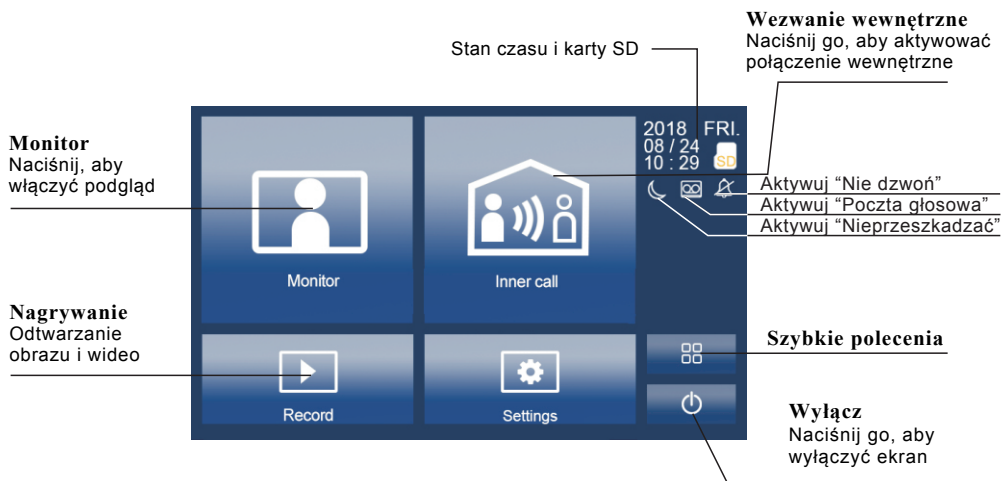 Wezwanie wewnętrzne
Naciśnij go, aby aktywować
połączenie wewnętrzne
Stan czasu i karty SD
Monitor
Naciśnij, aby
włączyć podgląd
2018 FRI.
08 / 24
10 : 29 SD
Aktywuj “Nie dzwoń”
Aktywuj “Poczta głosowa”
Aktywuj “Nieprzeszkadzać”
Monitor
Inner call
Nagrywanie
Odtwarzanie
obrazu i wideo
Szybkie polecenia
Record
Settings
Wyłącz
Naciśnij go, aby
wyłączyć ekran